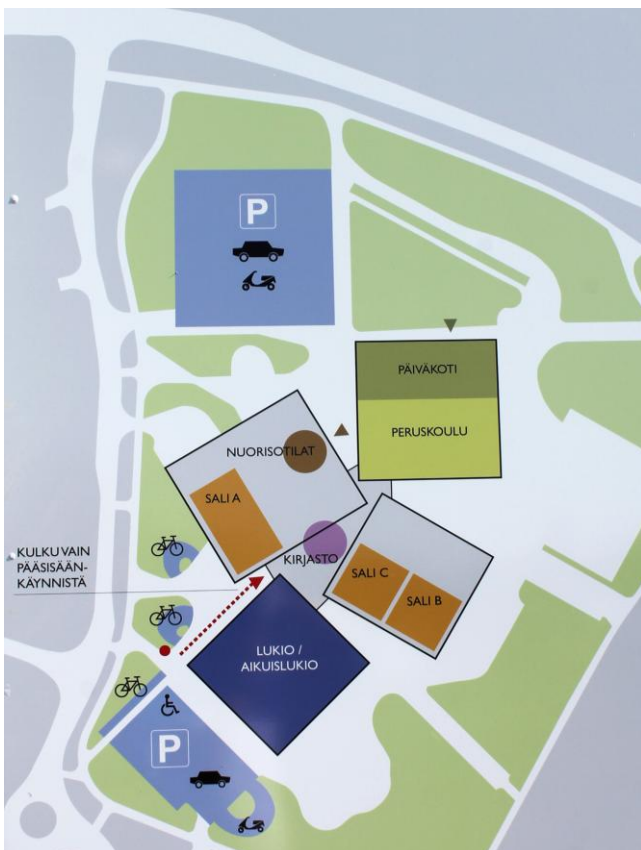 P
PÄIVÄKOTI
PERUSKOULU
NUORISOTILAT
SALI A
KIRJASTO
SALI C
SALI B
KULKU VAIN
PÄÄSISÄÄN-
KÄYNNISTÄ
LUKIO /
AIKUISLUKIO
P